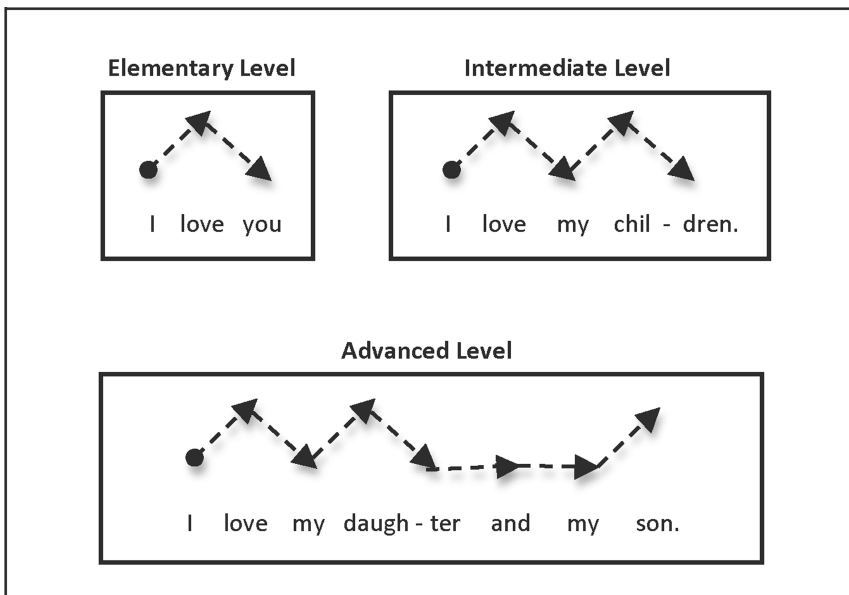 Elementary Level
Intermediate Level
I love you
I love my chil - dren.
Advanced Level
I love my daugh - ter and my son.